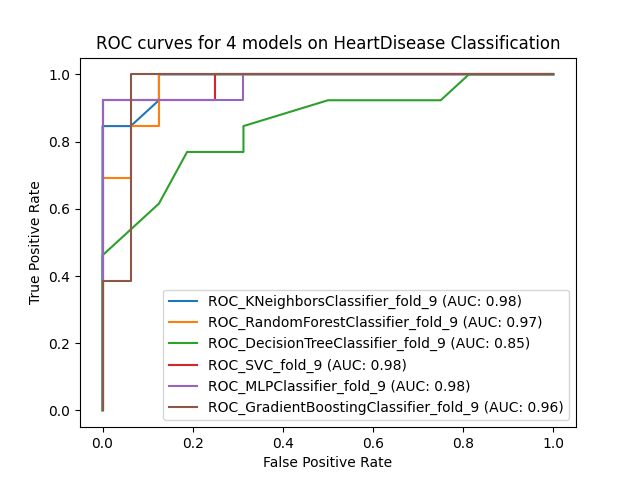 ROC curves for 4 models on HeartDisease Classification
True Positive Rate
1.0
0.8
0.6
0.4
0.2
0.0
ROC_KNeighborsClassifier_fold_9 (AUC: 0.98)
ROC_RandomForestClassifier_fold_9 (AUC: 0.97)
ROC_DecisionTreeClassifier_fold_9 (AUC: 0.85)
ROC_SVC_fold_9 (AUC: 0.98)
ROC_MLPClassifier_fold_9 (AUC: 0.98)
ROC_GradientBoostingClassifier_fold_9 (AUC: 0.96)
0.0 0.2 0.4 0.6 0.8 1.0
False Positive Rate